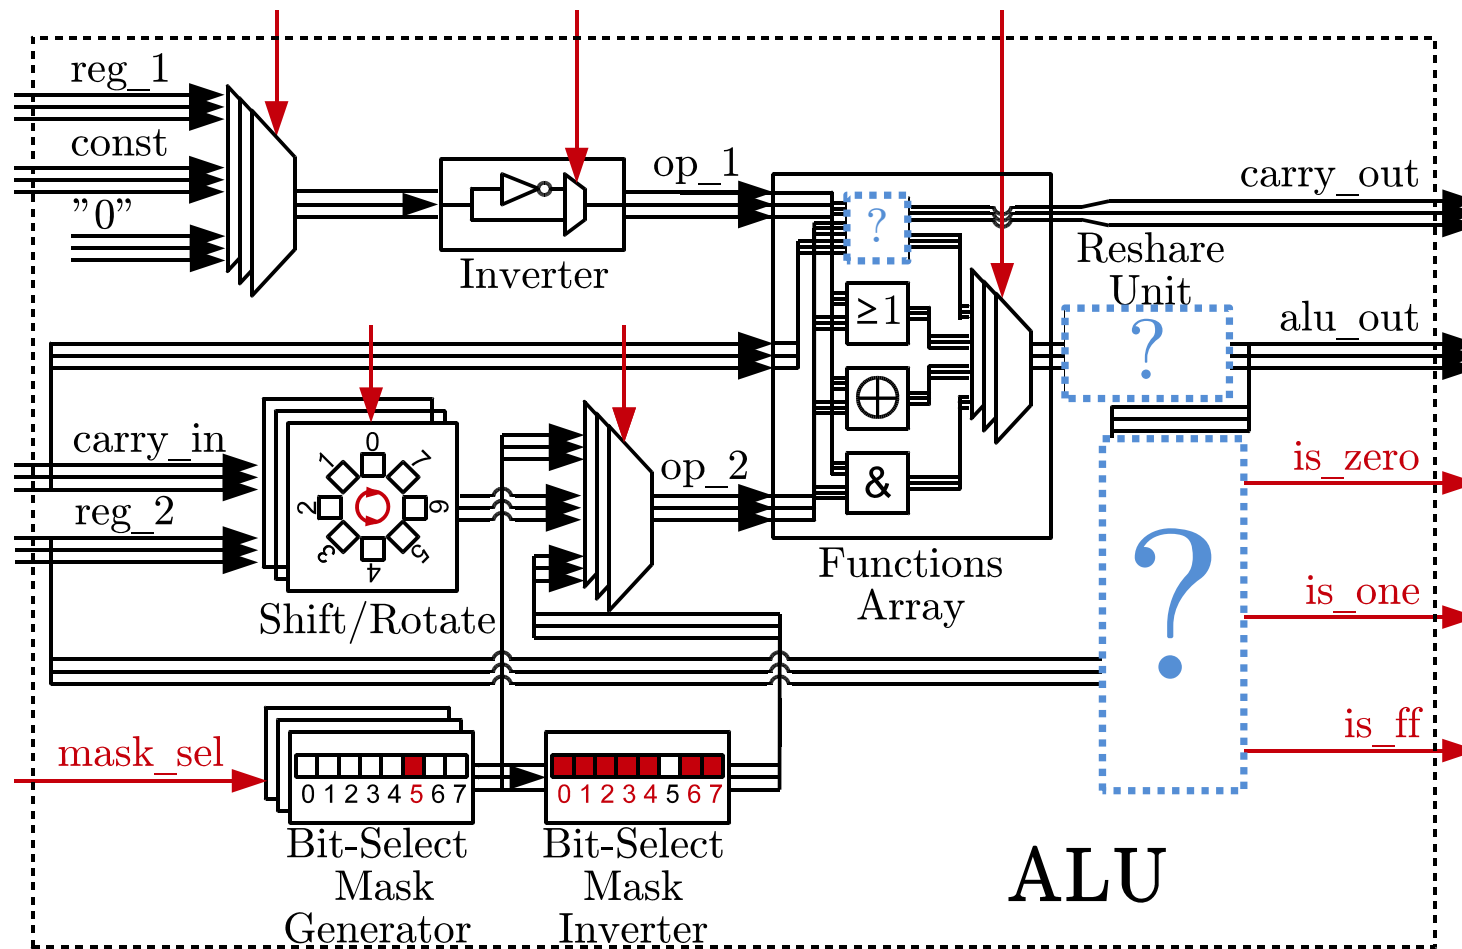 reg_1
const
"0"
Inverter
op_1
?
≥1
⊕
&
Functions
Array
carry_out
Reshare
Unit
?
alu_out
carry_in
reg_2
0
1
2
3
4
5
6
7
Shift/Rotate
op_2
is_zero
is_one
is_ff
?
mask_sel
0 1 2 3 4 5 6 7
Bit-Select
Mask
Generator
0 1 2 3 4 5 6 7
Bit-Select
Mask
Inverter
ALU